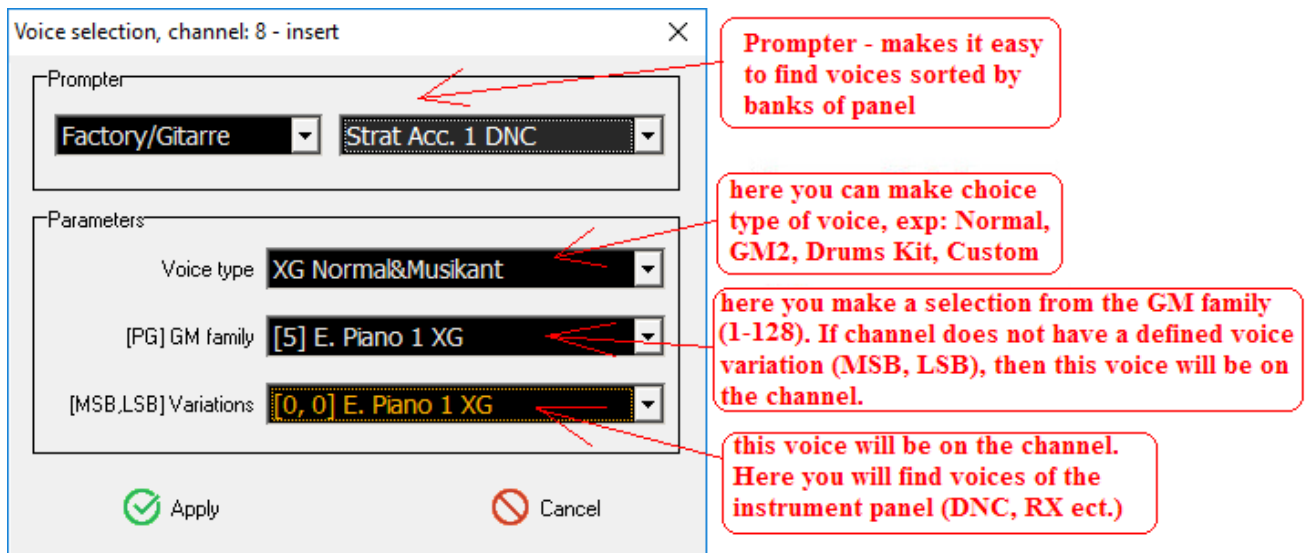 Voice selection, channel: 8 - insert
Prompter - makes it easy
to find voices sorted by
banks of panel
Prompter
Factory/Gitarre
Strat Acc. 1 DNC
here you can make choice
type of voice, exp: Normal,
GM2, Drums Kit, Custom
Parameters
Voice type XG Normal&Musikant
here you make a selection from the GM family
(1-128). If channel does not have a defined voice
variation (MSB, LSB), then this voice will be on
the channel.
[PG] GM family [5] E. Piano 1 XG
[MSB,LSB] Variations [0, 0] E. Piano 1 XG
this voice will be on the channel.
Here you will find voices of the
instrument panel (DNC, RX ect.)
Apply
Cancel